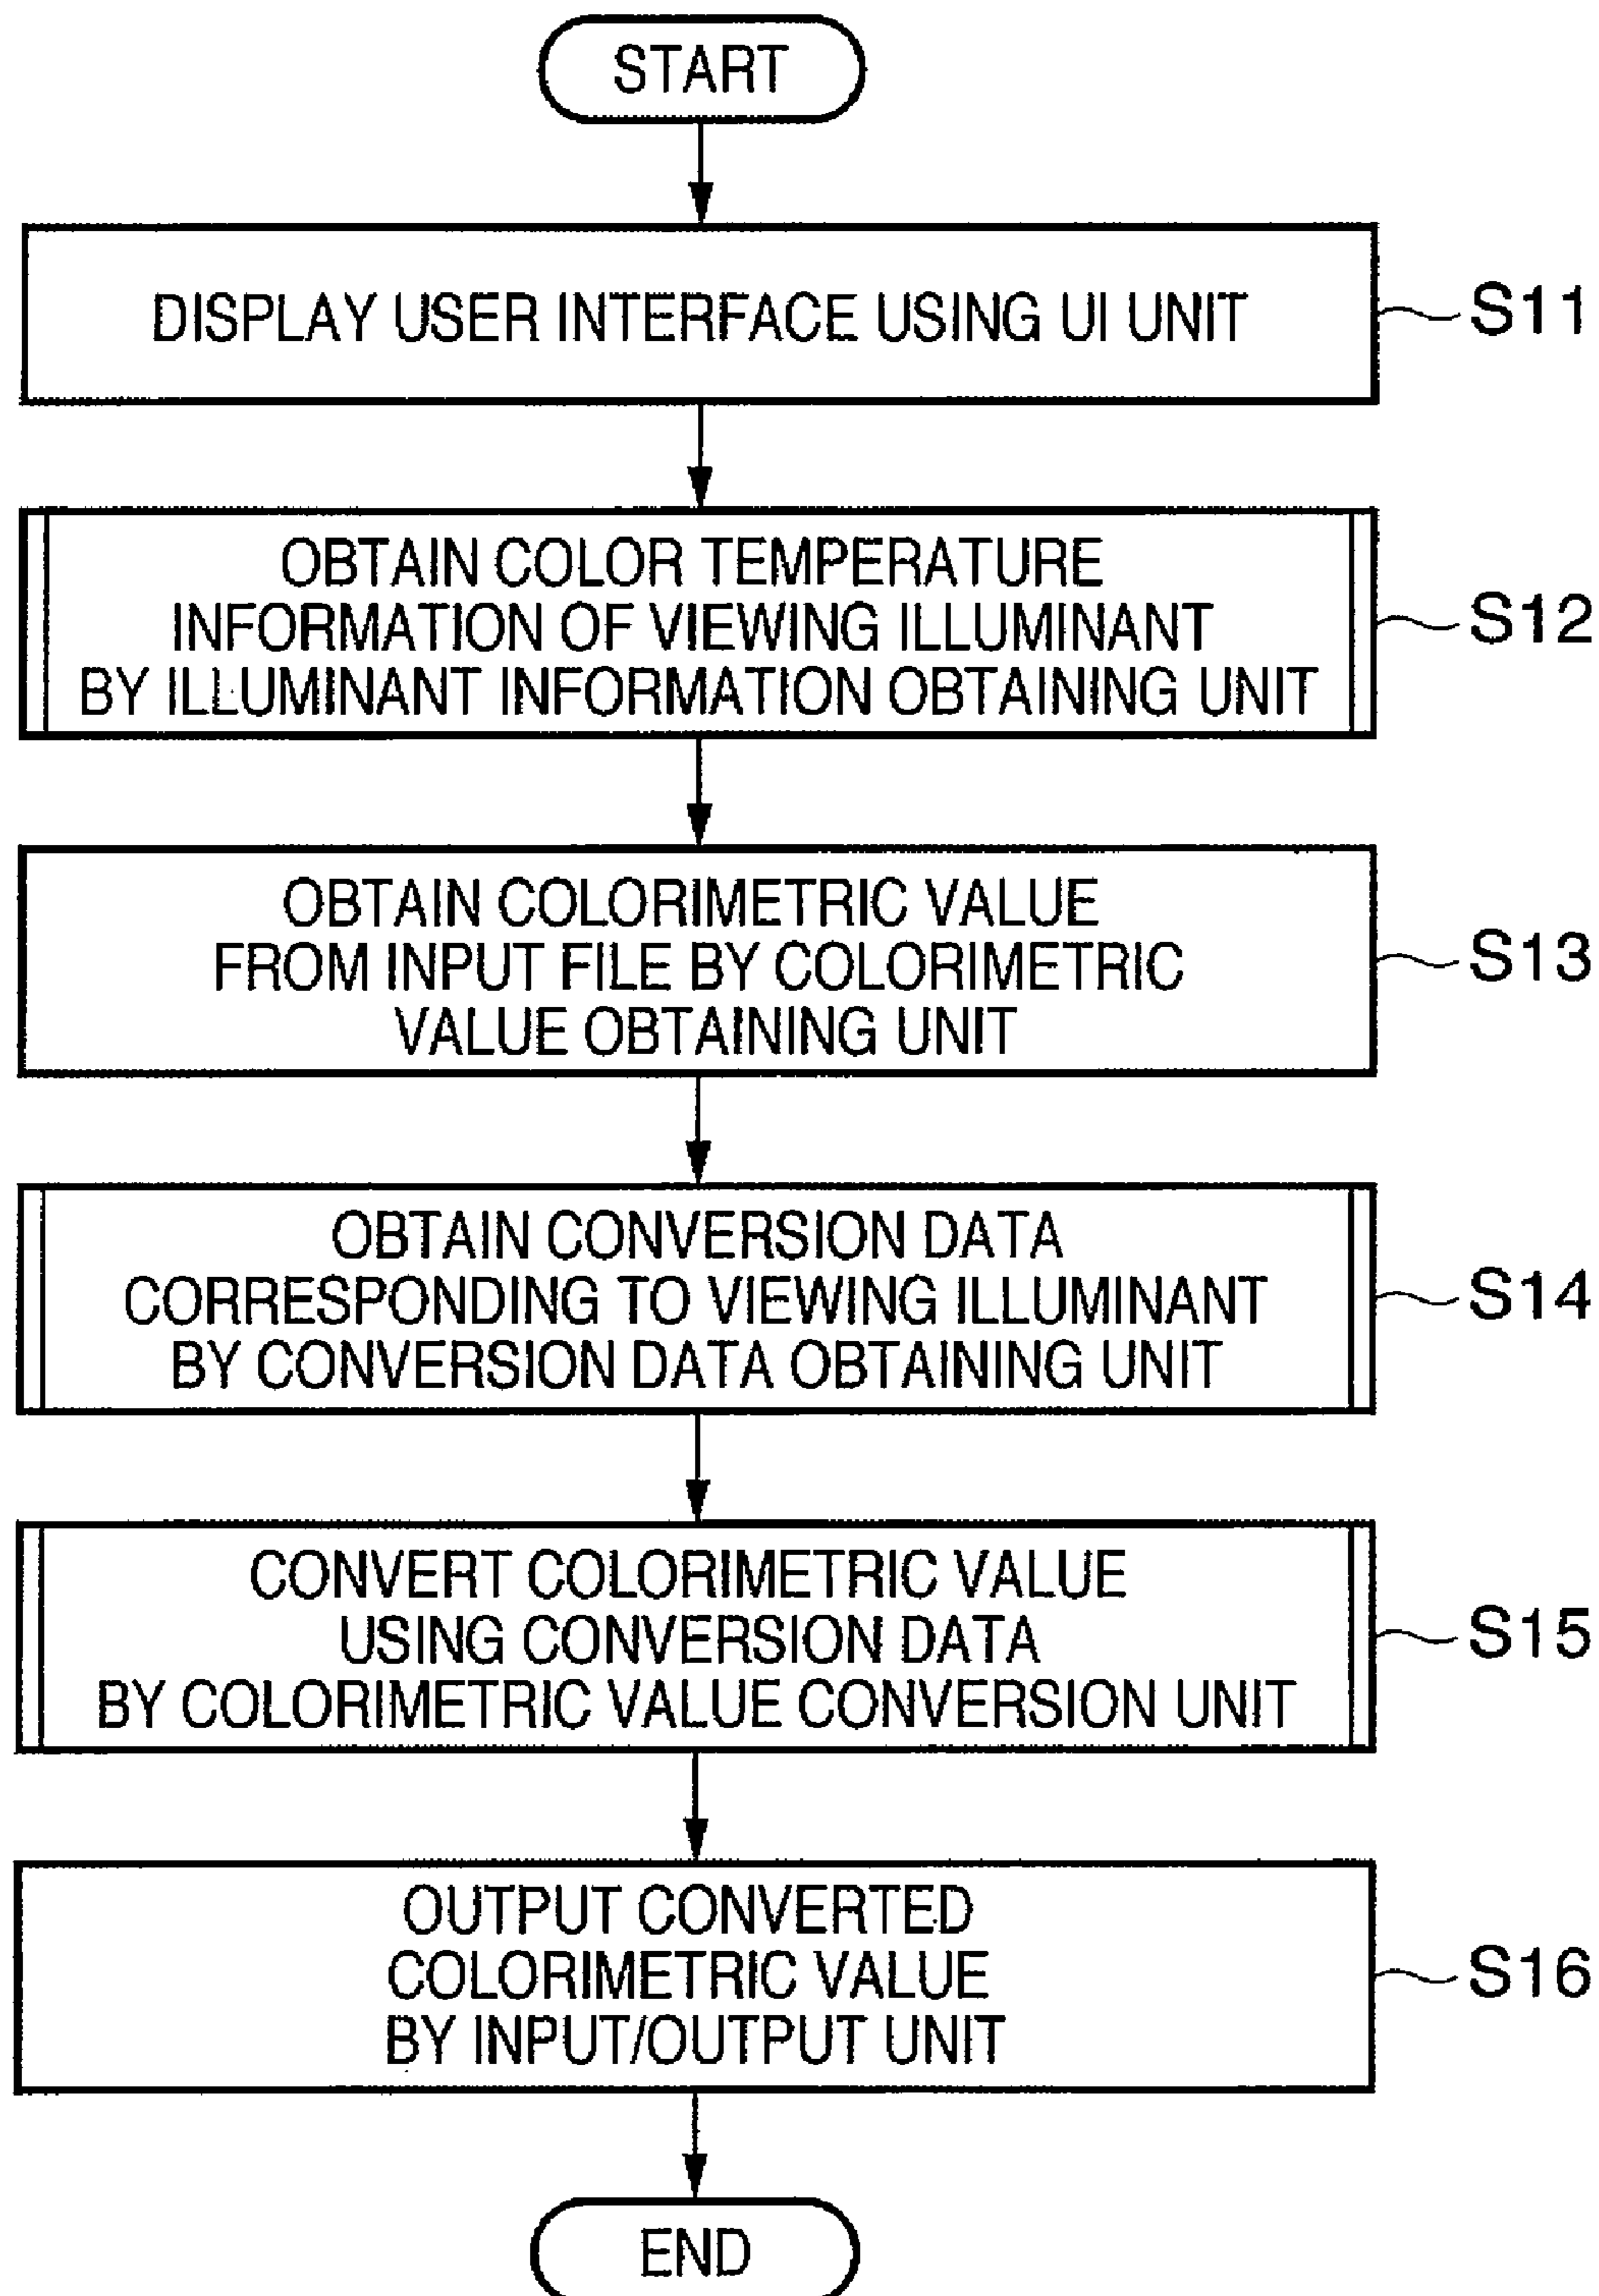 START
DISPLAY USER INTERFACE USING UI UNIT
S11
OBTAIN COLOR TEMPERATURE
INFORMATION OF VIEWING ILLUMINANT
BY ILLUMINANT INFORMATION OBTAINING UNIT
S12
OBTAIN COLORIMETRIC VALUE
FROM INPUT FILE BY COLORIMETRIC
VALUE OBTAINING UNIT
S13
OBTAIN CONVERSION DATA
CORRESPONDING TO VIEWING ILLUMINANT
BY CONVERSION DATA OBTAINING UNIT
S14
CONVERT COLORIMETRIC VALUE
USING CONVERSION DATA
BY COLORIMETRIC VALUE CONVERSION UNIT
S15
OUTPUT CONVERTED
COLORIMETRIC VALUE
BY INPUT/OUTPUT UNIT
S16
END